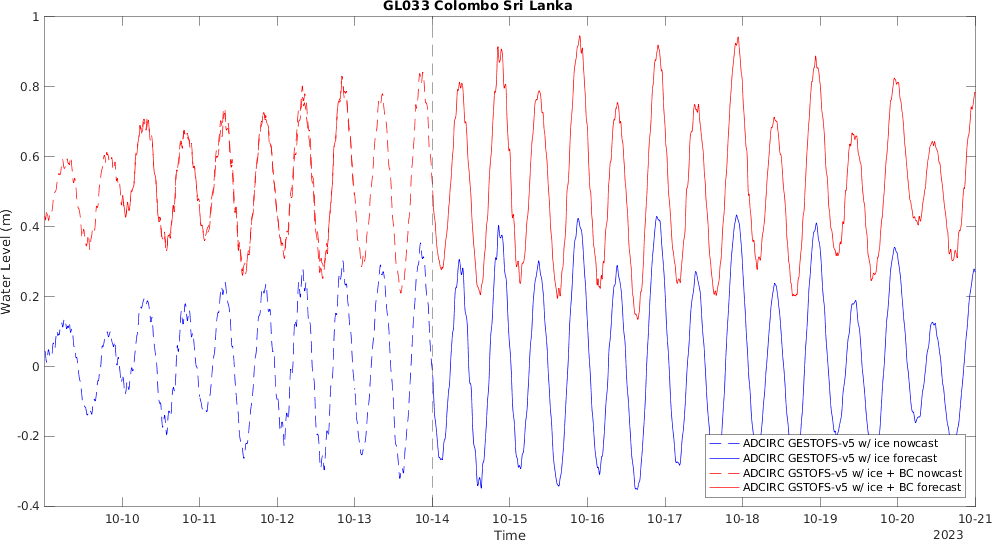 GL033 Colombo Sri Lanka
1
0.8
0.6
0.4
0.2
0
-0.2
-0.4
Water Level (m)
10-10 10-11 10-12 10-13 10-14 10-15 10-16 10-17 10-18 10-19 10-20 10-21
Time
2023
ADCIRC GESTOFS-v5 w/ ice nowcast
ADCIRC GESTOFS-v5 w/ ice forecast
ADCIRC GSTOFS-v5 w/ ice + BC nowcast
ADCIRC GSTOFS-v5 w/ ice + BC forecast